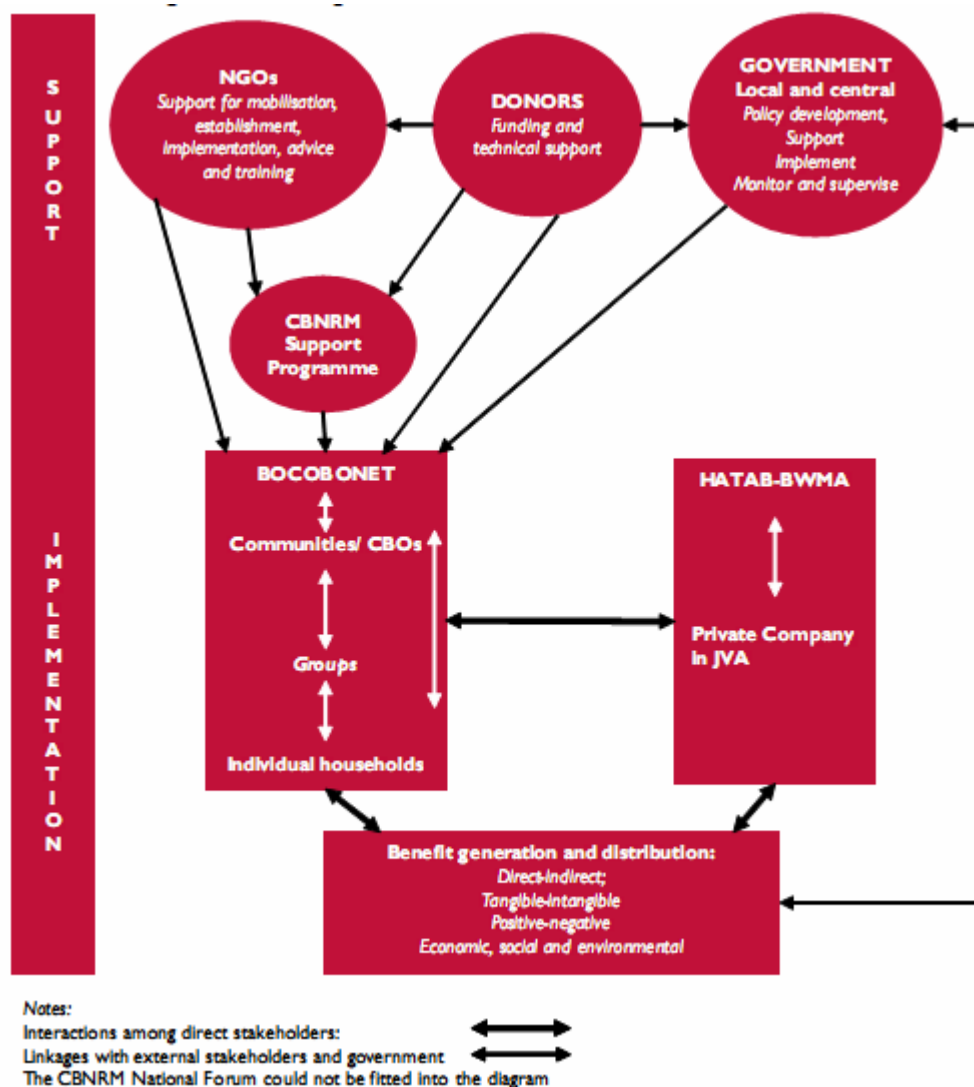 SUPPORT
NGOs
Support for mobilisation,
establishment,
implementation, advice
and training
DONORS
Funding and
technical support
GOVERNMENT
Local and central
Policy development,
Support
Implement
Monitor and supervise
CBNRM
Support
Programme
IMPLEMENTATION
BOCOBONET
Communities/ CBOs
Groups
Individual households
HATAB-BWMA
Private Company
in JVA
Benefit generation and distribution:
Direct-indirect;
Tangible-intangible
Positive-negative
Economic, social and environmental
Notes:
Interactions among direct stakeholders:
Linkages with external stakeholders and government
The CBNRM National Forum could not be fitted into the diagram